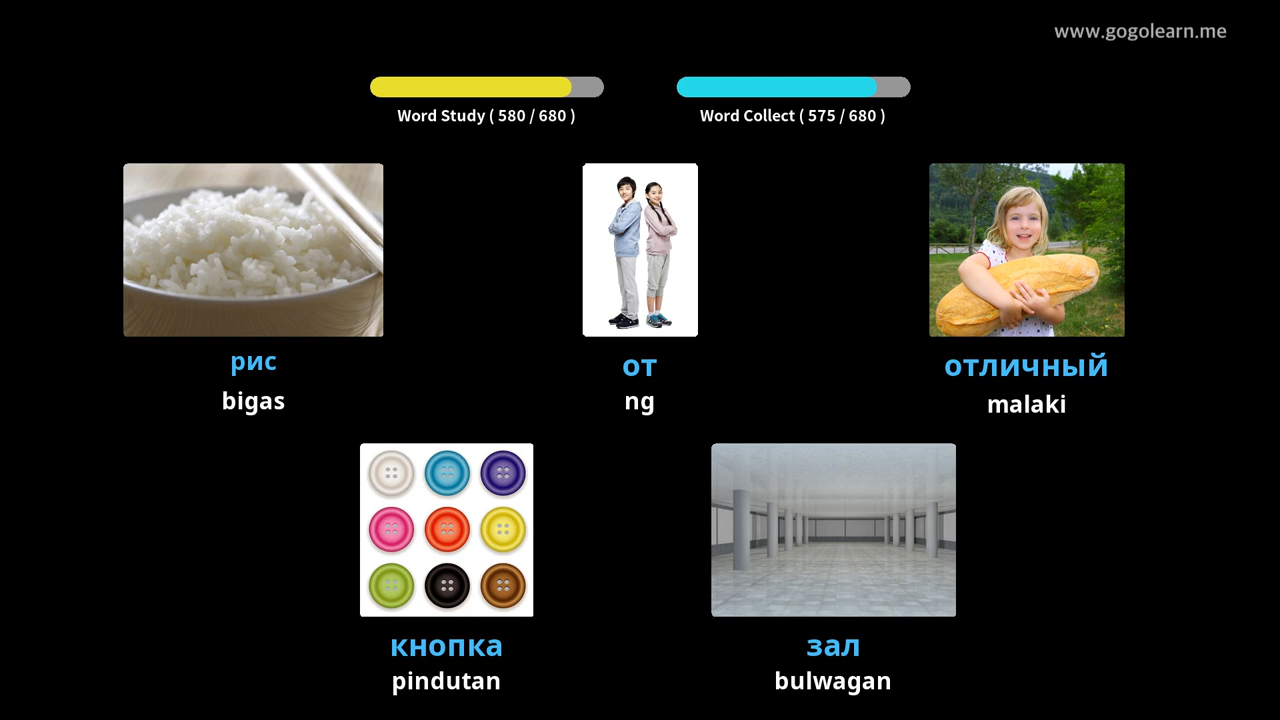 www.gogolearn.me
Word Study ( 580 / 680 )
Word Collect ( 575 / 680 )
рис
bigas
от
ng
отличный
malaki
кнопка
pindutan
зал
bulwagan